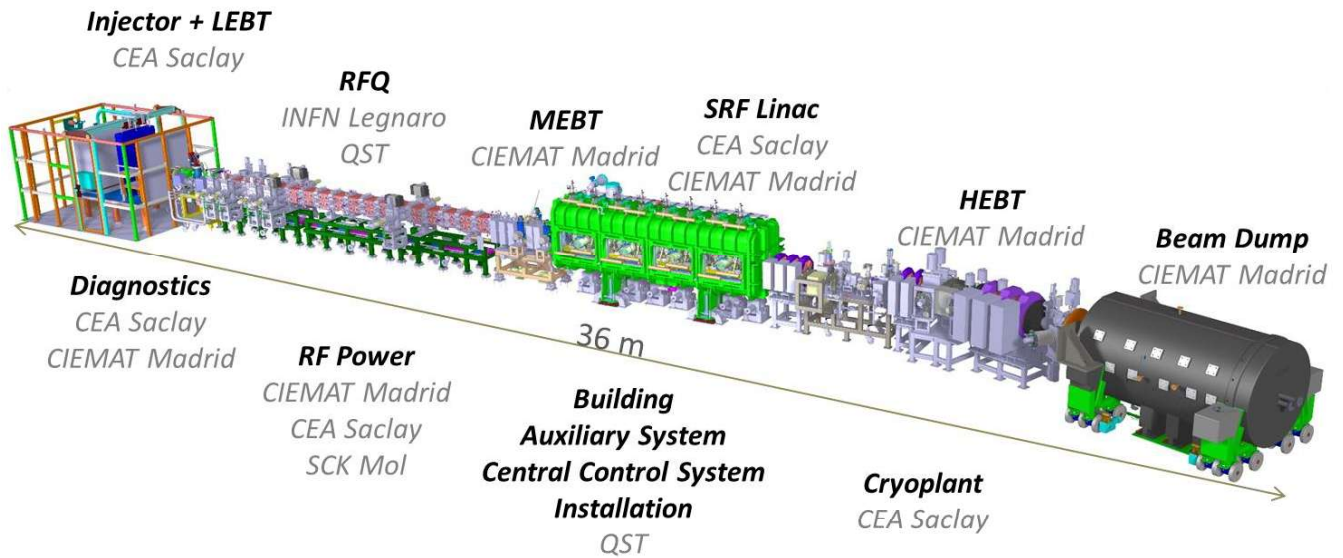 Injector + LEBT
CEA Saclay
RFQ
INFN Legnaro
QST
MEBT
CIEMAT Madrid
SRF Linac
CEA Saclay
CIEMAT Madrid
HEBT
CIEMAT Madrid
Beam Dump
CIEMAT Madrid
36 m
Diagnostics
CEA Saclay
CIEMAT Madrid
RF Power
CIEMAT Madrid
CEA Saclay
SCK Mol
Building
Auxiliary System
Central Control System
Installation
QST
Cryoplant
CEA Saclay